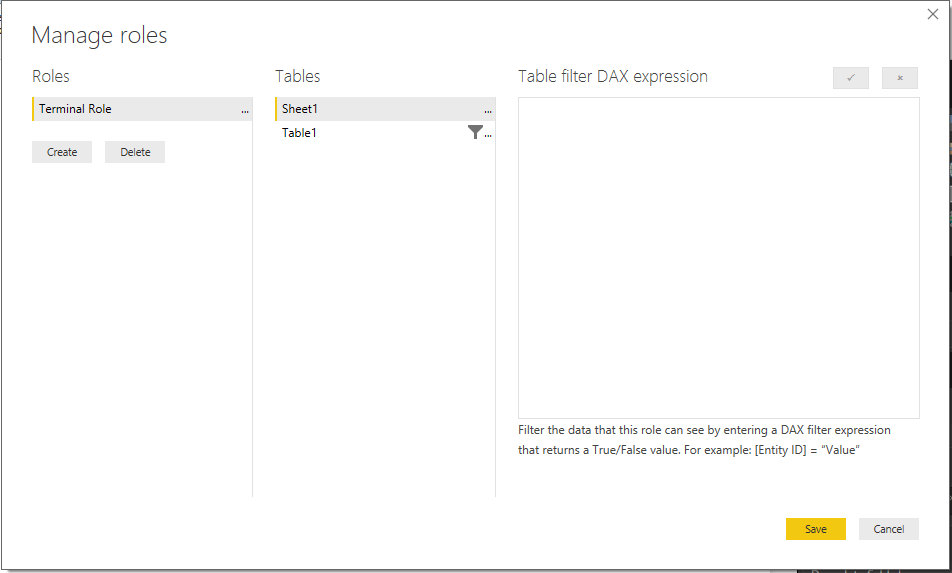 Manage roles
Roles
Tables
Table filter DAX expression
Terminal Role ...
Sheet1 ...
Table1 ...
Create Delete
Filter the data that this role can see by entering a DAX filter expression
that returns a True/False value. For example: [Entity ID] = “Value”
Save Cancel